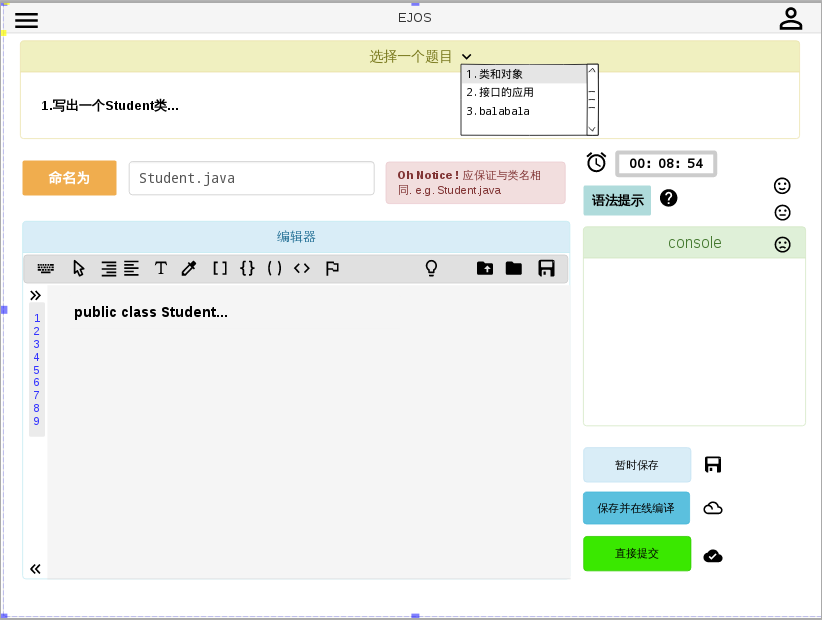 EJOS
选择一个题目
1.类和对象
2.接口的应用
3.balabala
1.写出一个Student类...
命名为
Student.java
Oh Notice ! 应保证与类名相
同. e.g. Student.java
00: 08: 54
语法提示
编辑器
console
T [ ] { } ( ) < >
public class Student...
1
2
3
4
5
6
7
8
9
暂时保存
保存并在线编译
直接提交